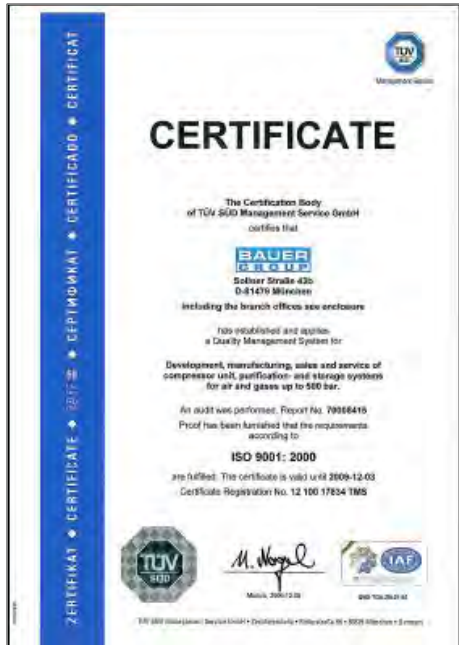 TÜV
SÜD
Management Service
CERTIFICATE
The Certification Body
of TÜV SÜD Management Service GmbH
certifies that
BAUER
GROUP
Sollner Straße 43b
D-81479 München
including the branch offices see enclosure
has established and applies
a Quality Management System for
Development, manufacturing, sales and service of
compressor unit, purification- and storage systems
for air and gases up to 500 bar.
An audit was performed, Report No. 70008415
Proof has been furnished that the requirements
according to
ISO 9001: 2000
are fulfilled. The certificate is valid until 2009-12-03
Certificate Registration No. 12 100 17834 TMS
TÜV
SÜD
IAF
ZERTIFIKAT ◆ CERTIFICATE ◆ ◆ СЕРТИФИКАТ ◆ CERTIFICADO ◆ CERTIFICAT